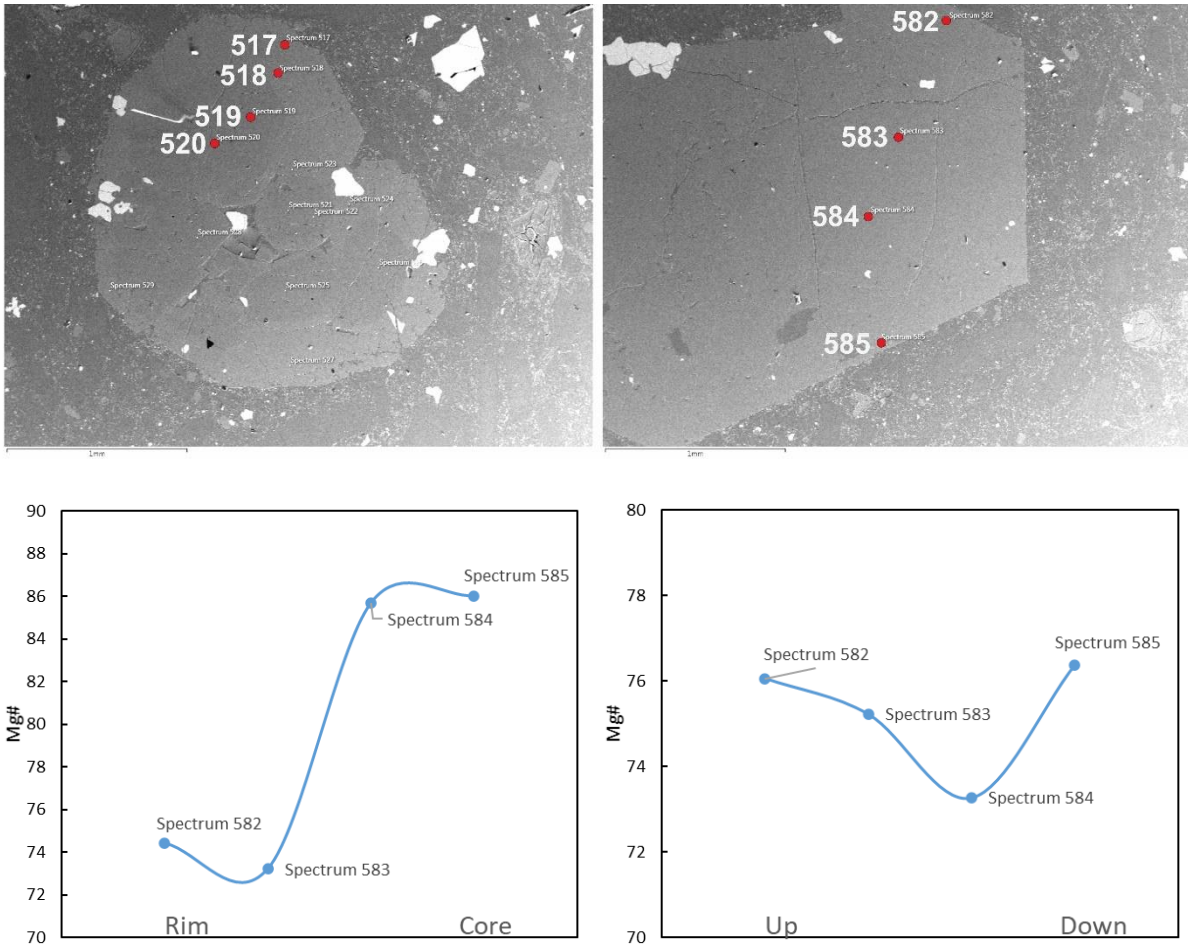 517
Spectrum 517
518
Spectrum 518
519
Spectrum 519
520
Spectrum 520
Spectrum 523
Spectrum 524
Spectrum 521
Spectrum 522
Spectrum
Spectrum 529
Spectrum 525
Spectrum
Spectrum 527
1mm
582
Spectrum 582
583
Spectrum 583
584
Spectrum 584
585
Spectrum 585
1mm
90
88
86
84
82
80
78
76
74
72
70
Mg#
Spectrum 582
Spectrum 583
Spectrum 584
Spectrum 585
Rim
Core
80
78
76
74
72
70
Mg#
Spectrum 582
Spectrum 583
Spectrum 584
Spectrum 585
Up
Down